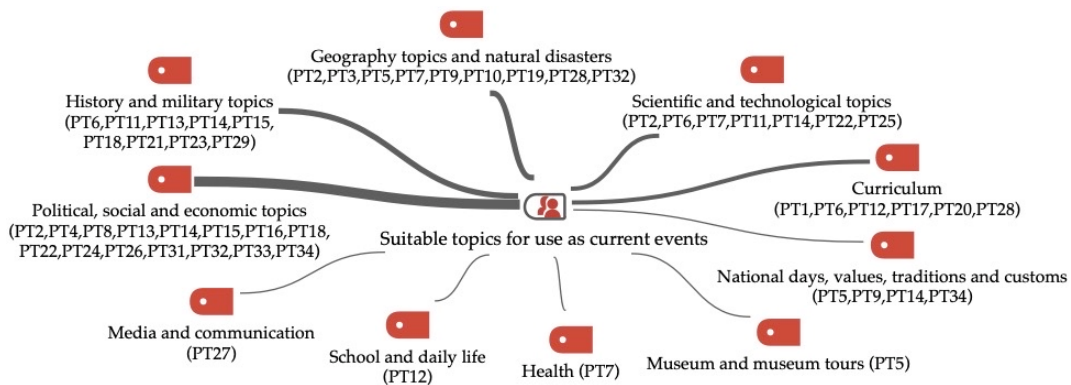 Geography topics and natural disasters
(PT2,PT3,PT5,PT7,PT9,PT10,PT19,PT28,PT32)
History and military topics
(PT6,PT11,PT13,PT14,PT15,
PT18,PT21,PT23,PT29)
Scientific and technological topics
(PT2,PT6,PT7,PT11,PT14,PT22,PT25)
Curriculum
(PT1,PT6,PT12,PT17,PT20,PT28)
Political, social and economic topics
(PT2,PT4,PT8,PT13,PT14,PT15,PT16,PT18,
PT22,PT24,PT26,PT31,PT32,PT33,PT34)
Suitable topics for use as current events
National days, values, traditions and customs
(PT5,PT9,PT14,PT34)
Media and communication
(PT27)
School and daily life
(PT12)
Health (PT7)
Museum and museum tours (PT5)